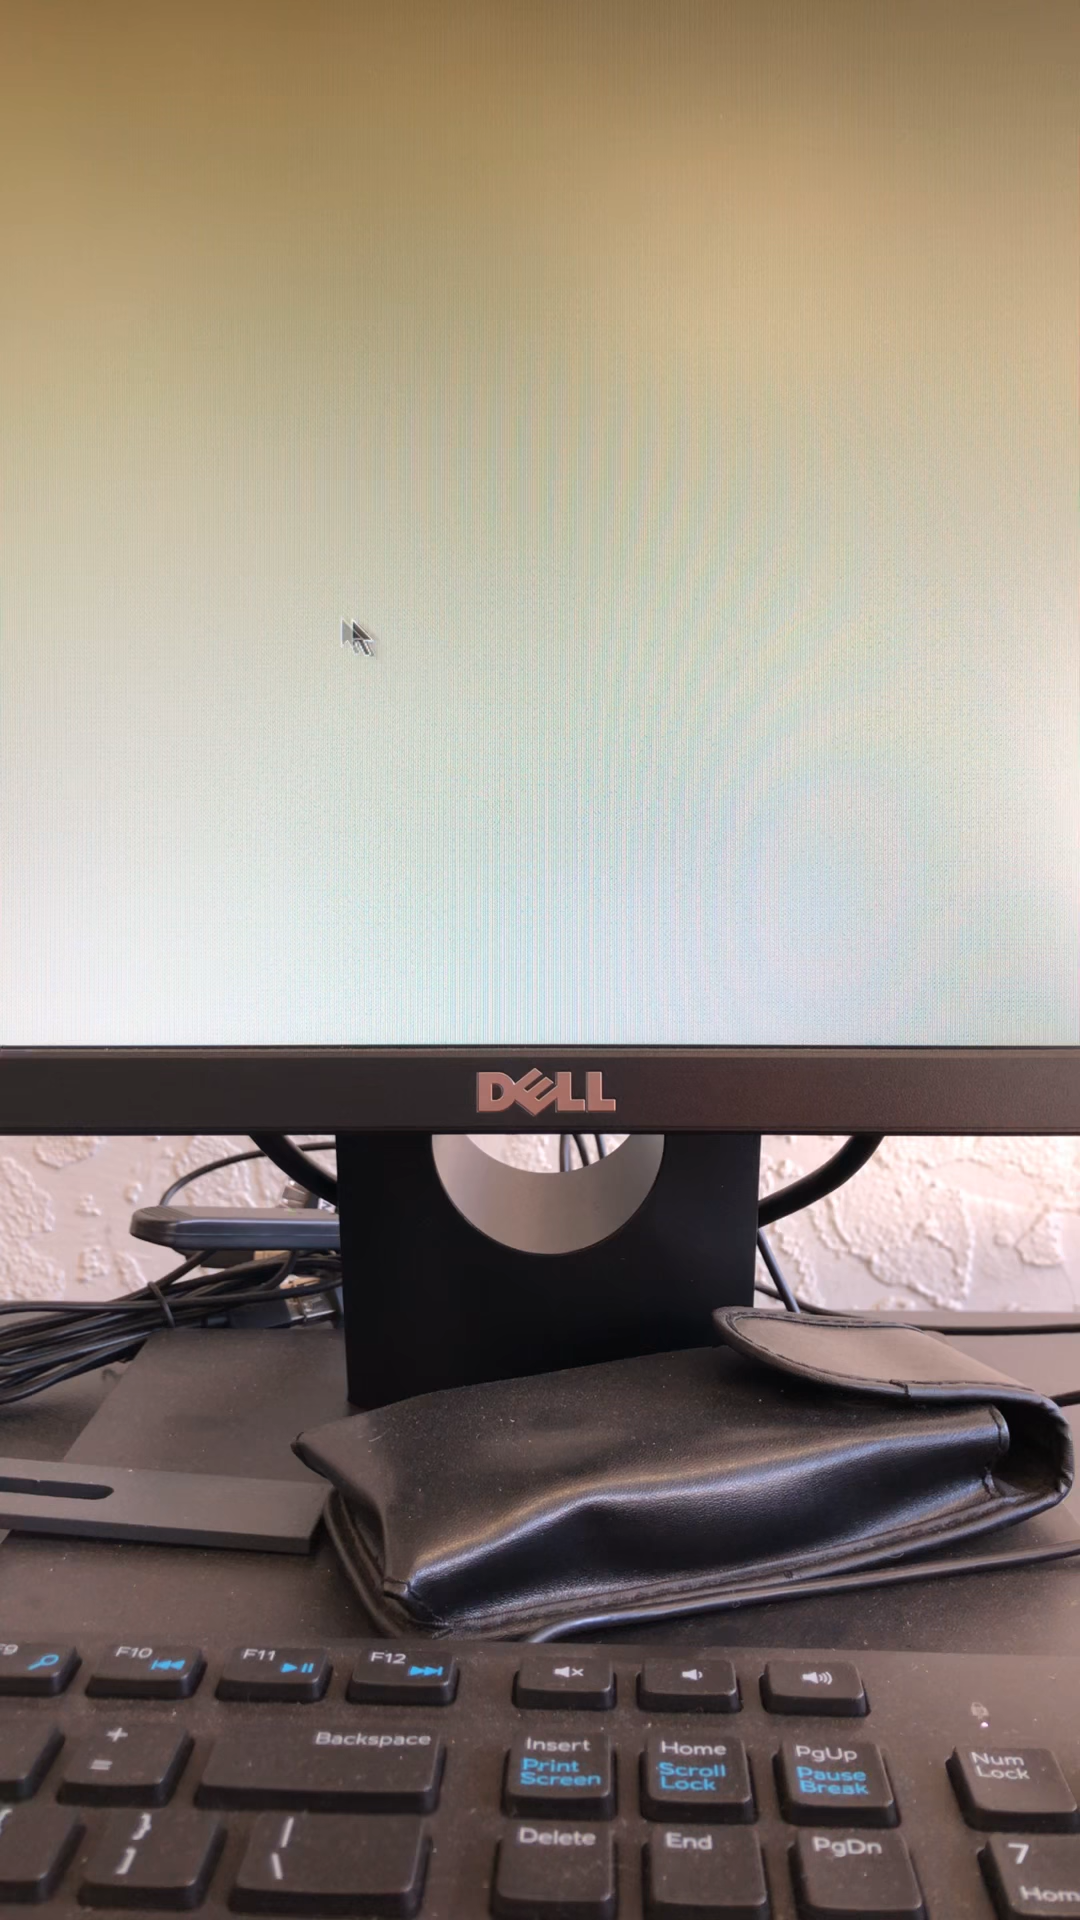 DELL
F9
F10
F11
F12
+
=
Backspace
Insert
Print
Screen
Home
Scroll
Lock
PgUp
Pause
Break
Num
Lock
{
}
]
|
\
Delete
End
PgDn
7
Home